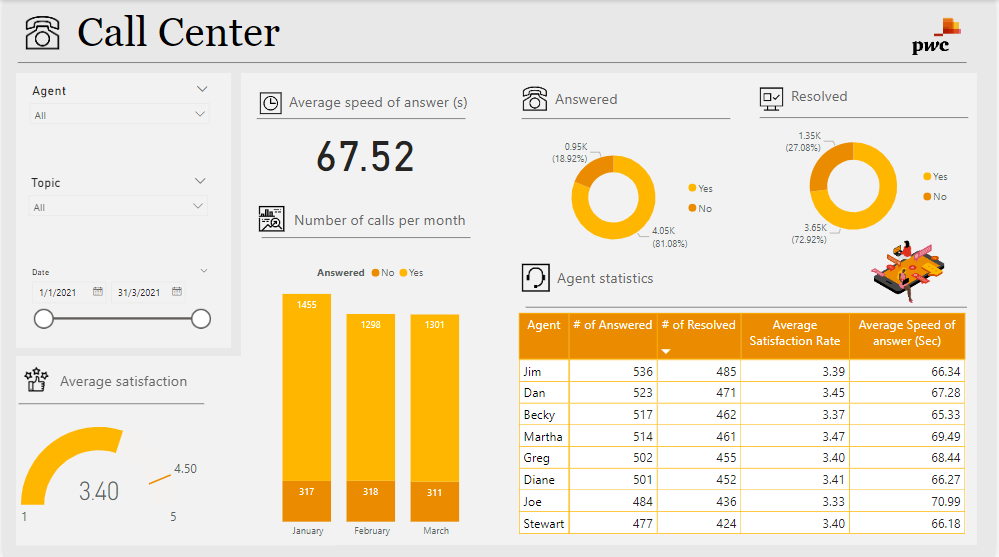 Call Center
pwc
Agent
All
Topic
All
Date
1/1/2021 31/3/2021
Average satisfaction
3.40
4.50
1 5
Average speed of answer (s)
67.52
Number of calls per month
Answered No Yes
1455 1298 1301
317 318 311
January February March
Answered
0.95K
(18.92%)
Yes
No
4.05K
(81.08%)
Resolved
1.35K
(27.08%)
Yes
No
3.65K
(72.92%)
Agent statistics
Agent # of Answered # of Resolved Average Satisfaction Rate Average Speed of answer (Sec)
Jim 536 485 3.39 66.34
Dan 523 471 3.45 67.28
Becky 517 462 3.37 65.33
Martha 514 461 3.47 69.49
Greg 502 455 3.40 68.44
Diane 501 452 3.41 66.27
Joe 484 436 3.33 70.99
Stewart 477 424 3.40 66.18